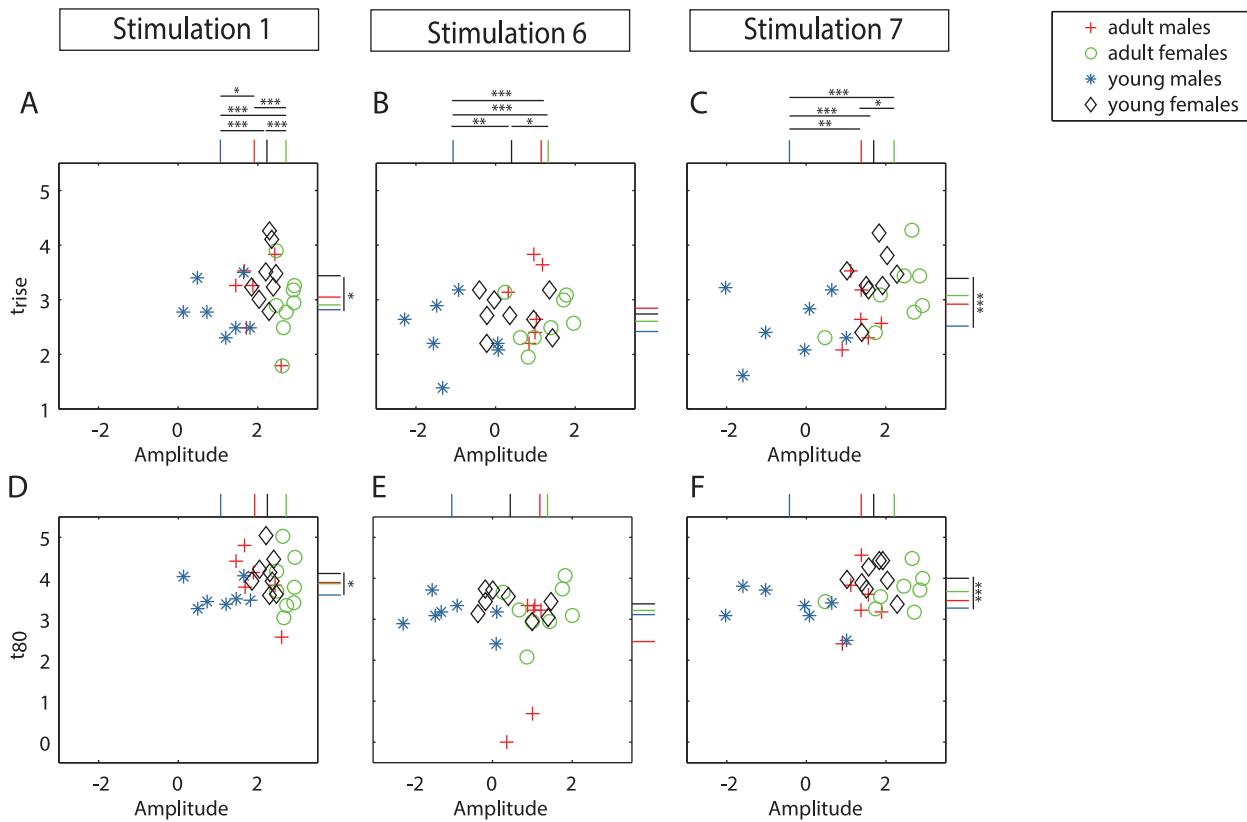 Stimulation 1
Stimulation 6
Stimulation 7
adult males
adult females
young males
young females
A
*
***
***
***
***
B
***
***
**
*
C
***
*
***
**
trise
5
4
3
2
1
*
***
-2
0
2
Amplitude
-2
0
2
Amplitude
-2
0
2
Amplitude
D
E
F
t80
5
4
3
2
1
0
*
***
-2
0
2
Amplitude
-2
0
2
Amplitude
-2
0
2
Amplitude